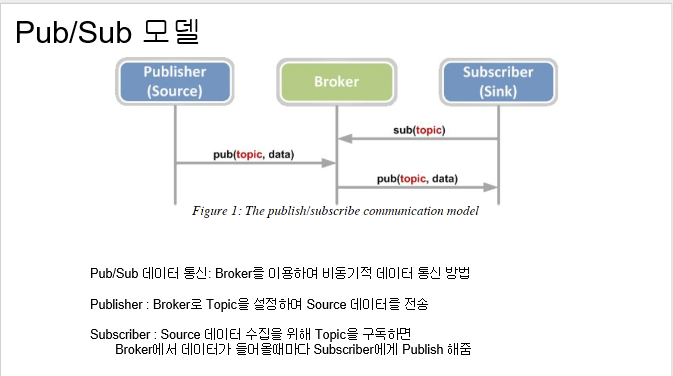 Pub/Sub 모델
Publisher
(Source)
Broker
Subscriber
(Sink)
sub(topic)
pub(topic, data)
pub(topic, data)
Figure 1: The publish/subscribe communication model
Pub/Sub 데이터 통신: Broker를 이용하여 비동기적 데이터 통신 방법
Publisher : Broker로 Topic을 설정하여 Source 데이터를 전송
Subscriber : Source 데이터 수집을 위해 Topic을 구독하면
Broker에서 데이터가 들어올때마다 Subscriber에게 Publish 해줌